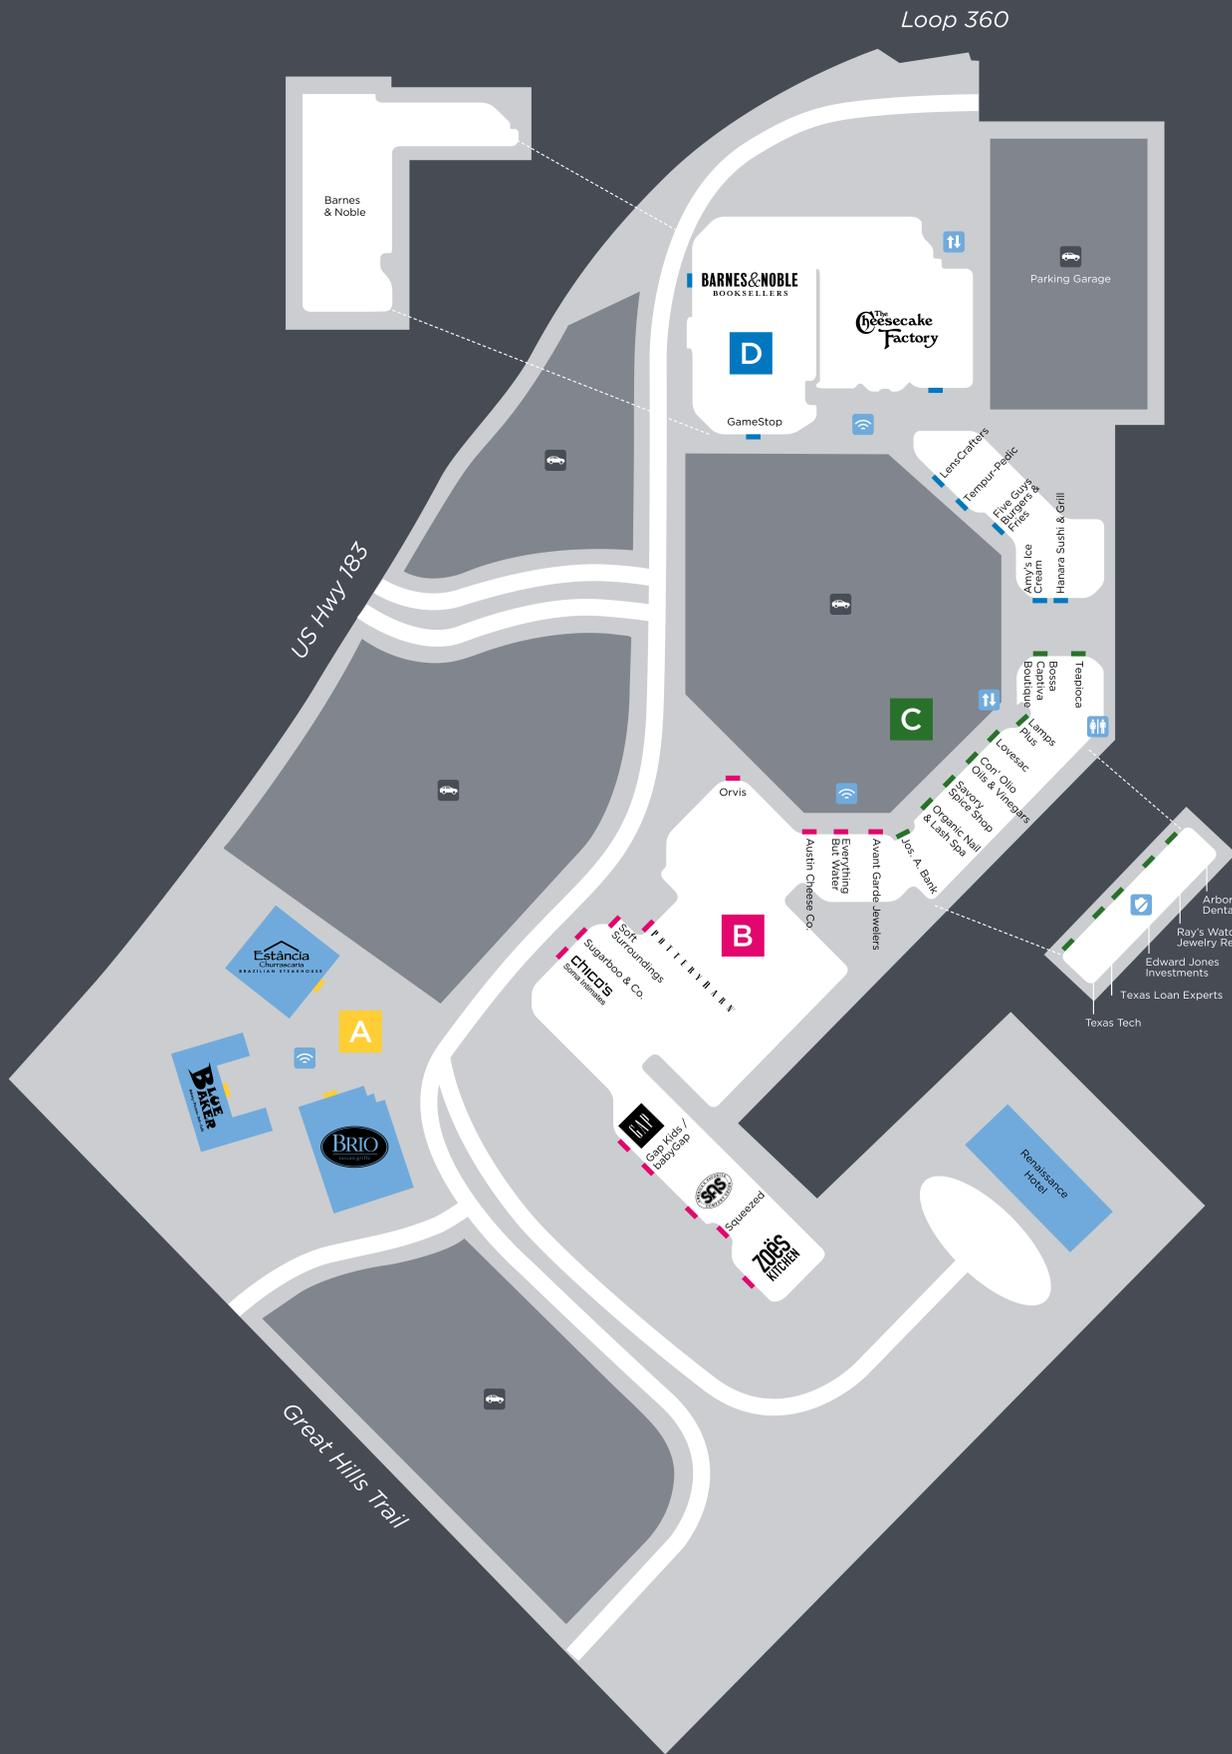 Loop 360
Barnes
& Noble
BARNES&NOBLE
BOOKSELLERS
The
Cheesecake
Factory
Parking Garage
D
GameStop
LensCrafters
Tempur-Pedic
Five Guys
Burgers &
Fries
Amy's Ice
Cream
Hanara Sushi & Grill
US Hwy 183
Bossa
Captiva
Boutique
Teapioca
C
Lamps
Plus
Lovesac
Con' Olio
Oils & Vinegars
Savory
Spice Shop
Organic Nail
& Lash Spa
Jos. A. Bank
Orvis
Austin Cheese Co.
Everything
But Water
Avant Garde Jewelers
B
POTTERYBARN
Soft
Surroundings
Sugarboo & Co.
chico's
Soma Intimates
Arbor
Denta
Ray's Watc
Jewelry Re
Edward Jones
Investments
Texas Loan Experts
Texas Tech
Estância
Churrascaria
BRAZILIAN STEAKHOUSE
A
BLUE
BAKER
BRIO
tuscan grille
GAP
Gap Kids /
babyGap
SAS
Squeezed
ZOËS
KITCHEN
Renaissance
Hotel
Great Hills Trail